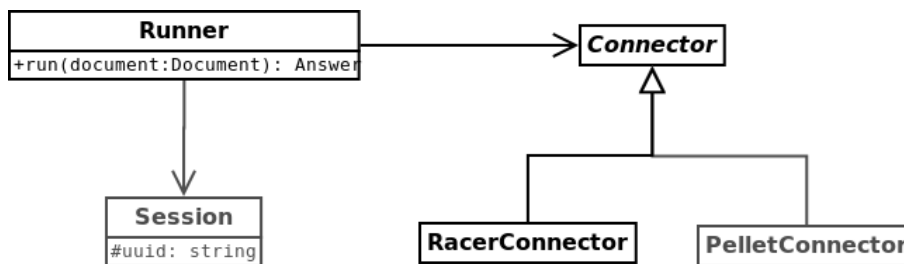 Runner
+run(document:Document): Answer
Connector
Session
#uuid: string
RacerConnector
PelletConnector